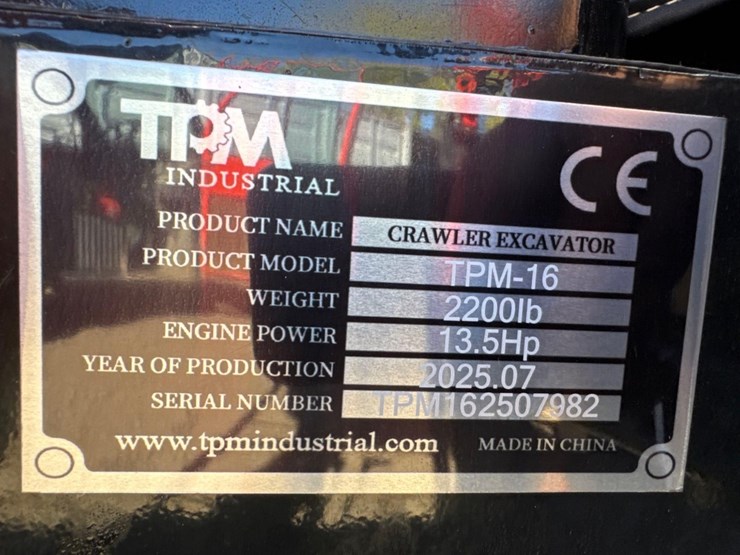 TPM
INDUSTRIAL
CE
PRODUCT NAME CRAWLER EXCAVATOR
PRODUCT MODEL TPM-16
WEIGHT 2200lb
ENGINE POWER 13.5Hp
YEAR OF PRODUCTION 2025.07
SERIAL NUMBER TPM162507982
www.tpmindustrial.com MADE IN CHINA